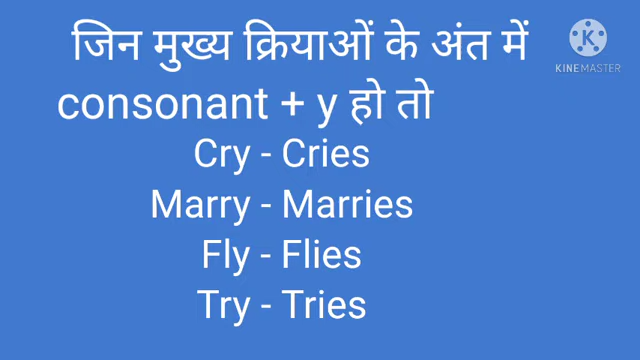 जिन मुख्य क्रियाओं के अंत में
consonant + y हो तो
Cry - Cries
Marry - Marries
Fly - Flies
Try - Tries
K
KINEMASTER